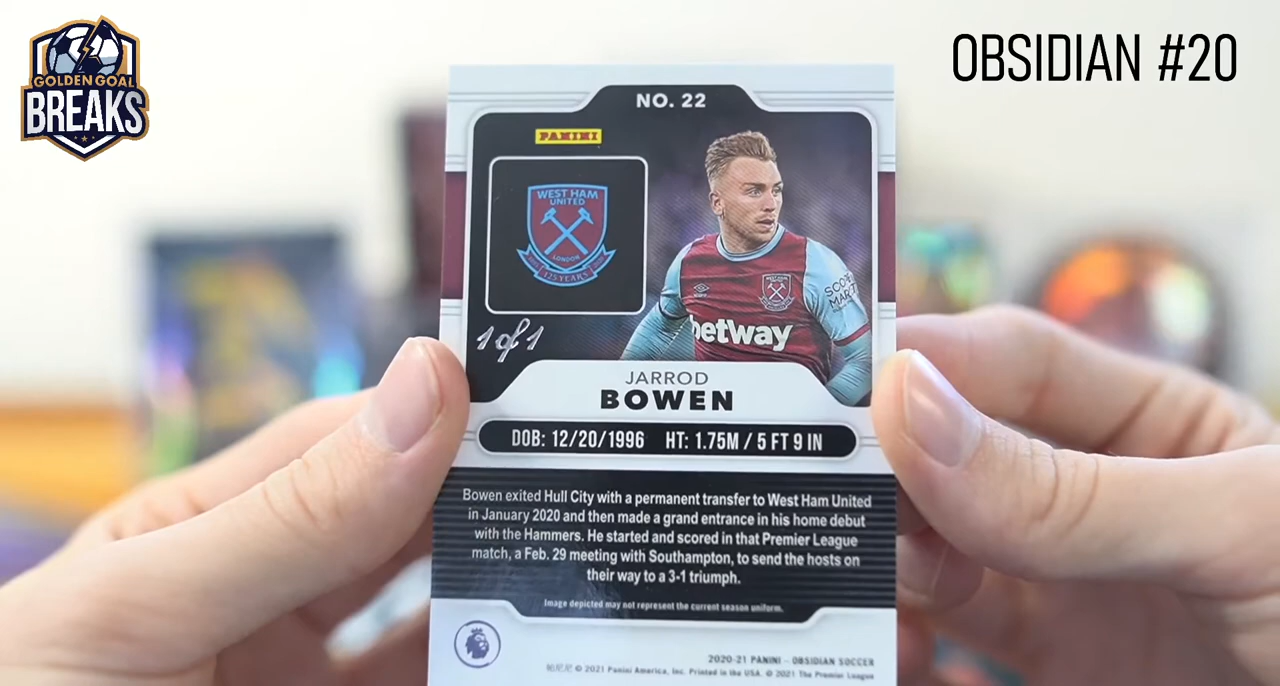 GOLDEN GOAL
BREAKS
OBSIDIAN #20
NO. 22
PANINI
WEST HAM
UNITED
LONDON
125 YEARS
1 of 1
WEST HAM
betway
JARROD
BOWEN
DOB: 12/20/1996 HT: 1.75M / 5 FT 9 IN
Bowen exited Hull City with a permanent transfer to West Ham United
in January 2020 and then made a grand entrance in his home debut
with the Hammers. He started and scored in that Premier League
match, a Feb. 29 meeting with Southampton, to send the hosts on
their way to a 3-1 triumph.
Image depicted may not represent the current season uniform.
2020-21 PANINI – OBSIDIAN SOCCER
帕尼尼 © 2021 Panini America, Inc. Printed in the USA. © 2021 The Premier League